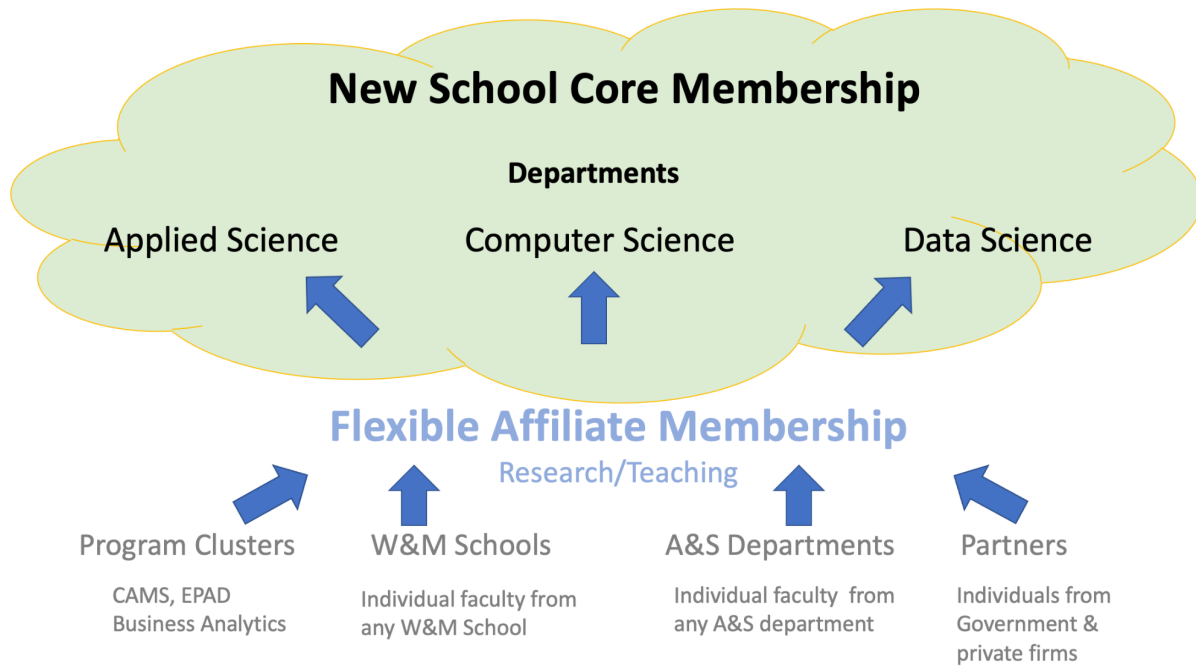 New School Core Membership
Departments
Applied Science
Computer Science
Data Science
Flexible Affiliate Membership
Research/Teaching
Program Clusters
CAMS, EPAD
Business Analytics
W&M Schools
Individual faculty from
any W&M School
A&S Departments
Individual faculty from
any A&S department
Partners
Individuals from
Government &
private firms